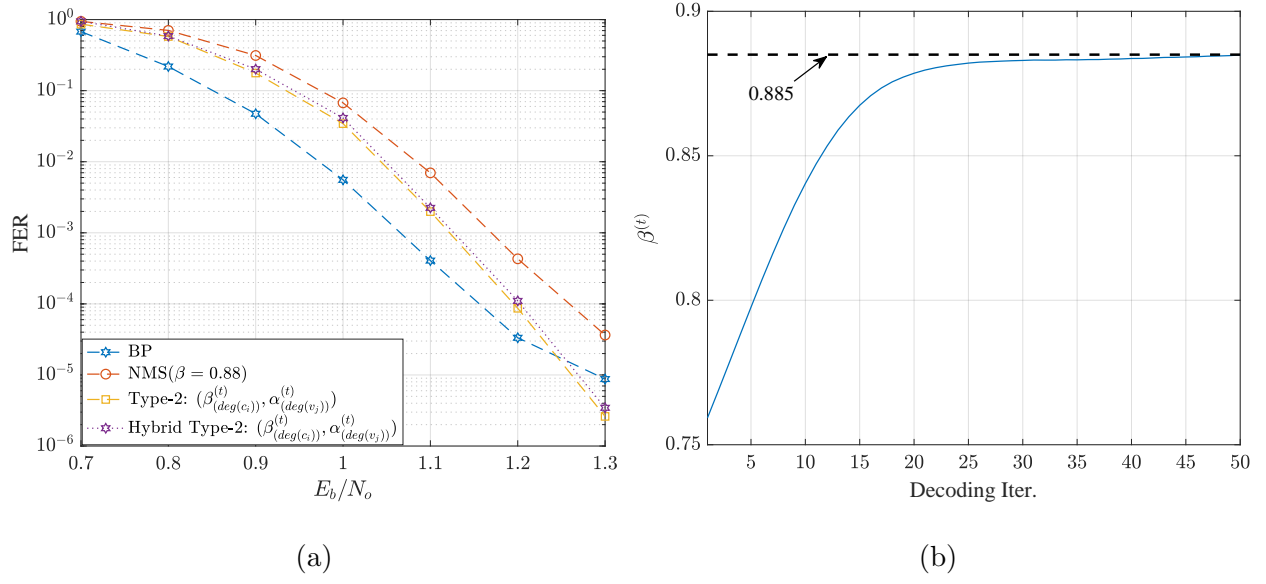 10^0
10^{-1}
10^{-2}
10^{-3}
10^{-4}
10^{-5}
10^{-6}
FER
BP
NMS(β = 0.88)
Type-2: (β^{(t)}_{(deg(c_i))}, α^{(t)}_{(deg(v_j))})
Hybrid Type-2: (β^{(t)}_{(deg(c_i))}, α^{(t)}_{(deg(v_j))})
0.7 0.8 0.9 1 1.1 1.2 1.3
E_b/N_o
(a)
0.9
0.85
0.8
0.75
β^{(t)}
0.885
5 10 15 20 25 30 35 40 45 50
Decoding Iter.
(b)